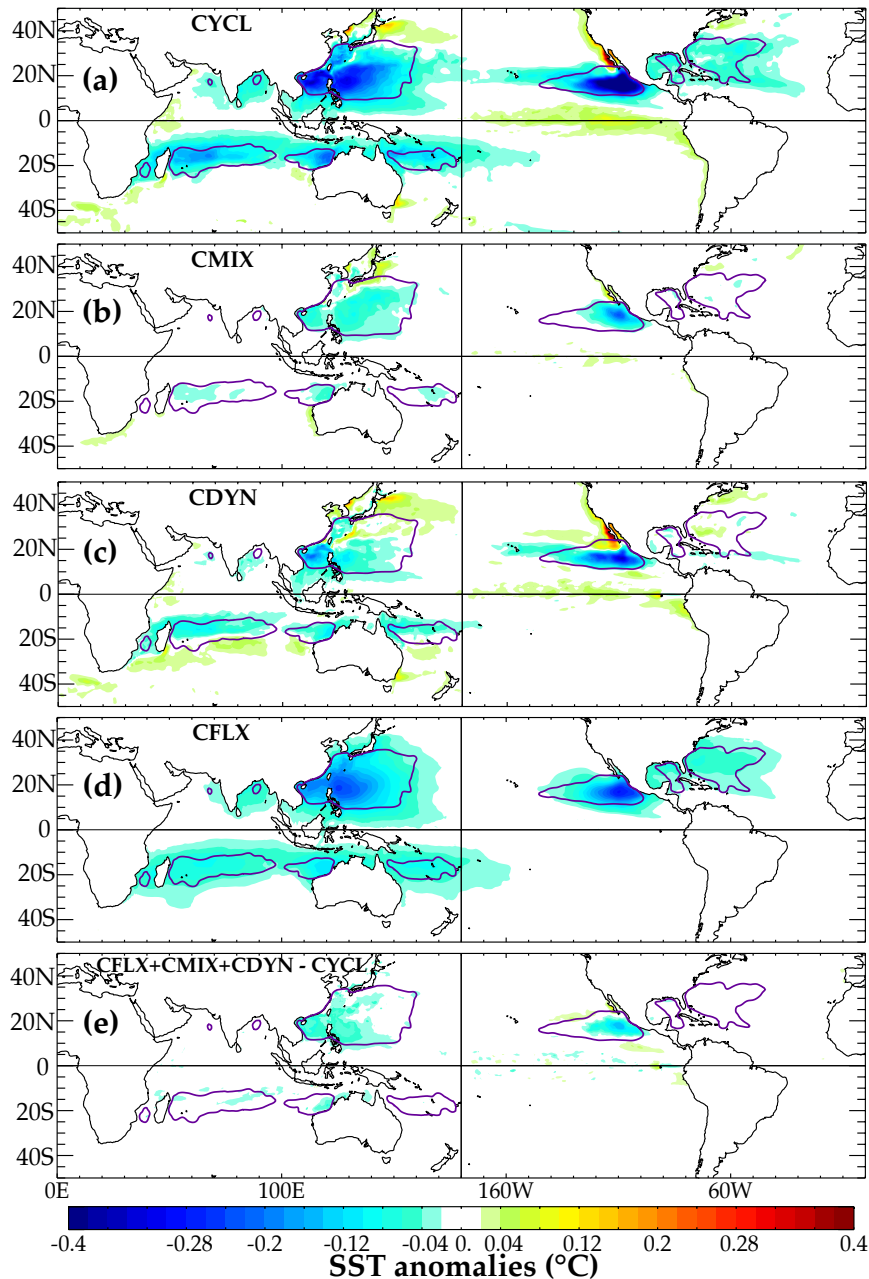 40N
CYCL
20N
(a)
0
20S
40S
40N
CMIX
20N
(b)
0
20S
40S
40N
CDYN
20N
(c)
0
20S
40S
40N
CFLX
20N
(d)
0
20S
40S
CFLX+CMIX+CDYN - CYCL
40N
20N
(e)
0
20S
40S
0E 100E 160W 60W
-0.4 -0.28 -0.2 -0.12 -0.04 0. 0.04 0.12 0.2 0.28 0.4
SST anomalies (°C)